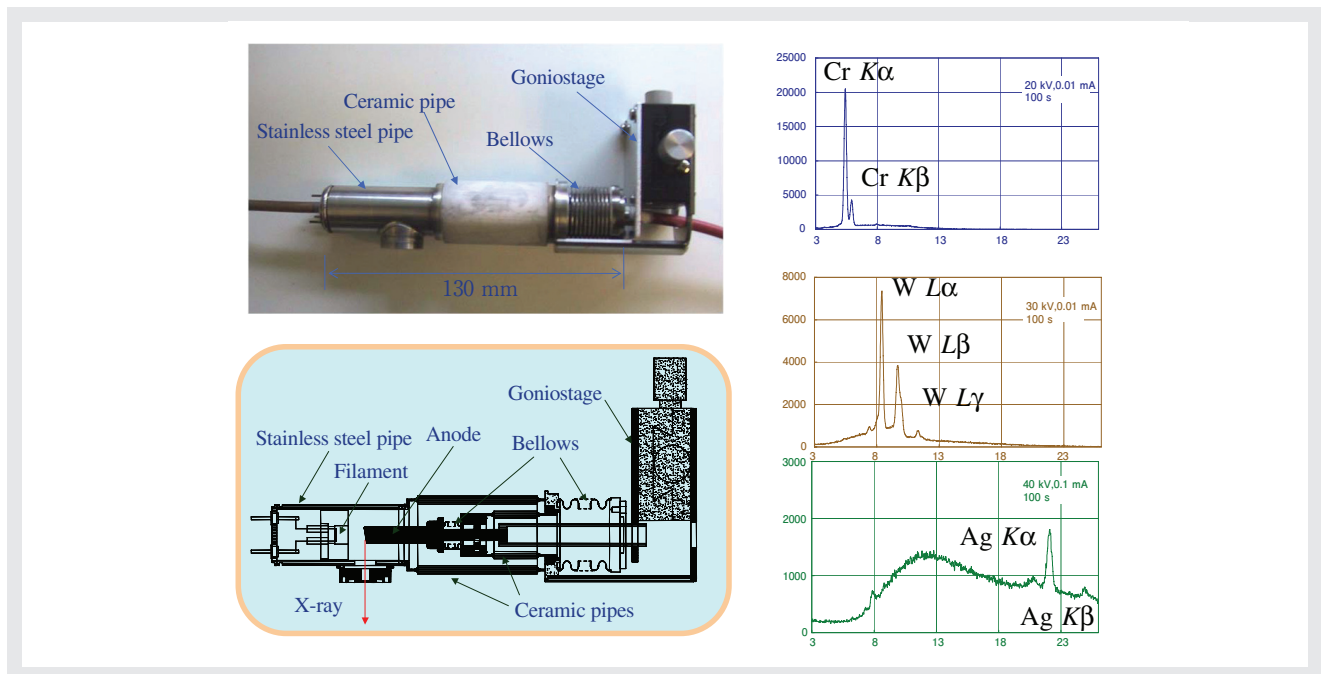 Goniostage
Ceramic pipe
Stainless steel pipe
Bellows
130 mm
Goniostage
Stainless steel pipe
Anode
Bellows
Filament
X-ray
Ceramic pipes
25000
20000
15000
10000
5000
0
3 8 13 18 23
Cr Kα
Cr Kβ
20 kV,0.01 mA
100 s
8000
6000
4000
2000
0
3 8 13 18 23
W Lα
W Lβ
W Lγ
30 kV,0.01 mA
100 s
3000
2000
1000
0
3 8 13 18 23
40 kV,0.1 mA
100 s
Ag Kα
Ag Kβ